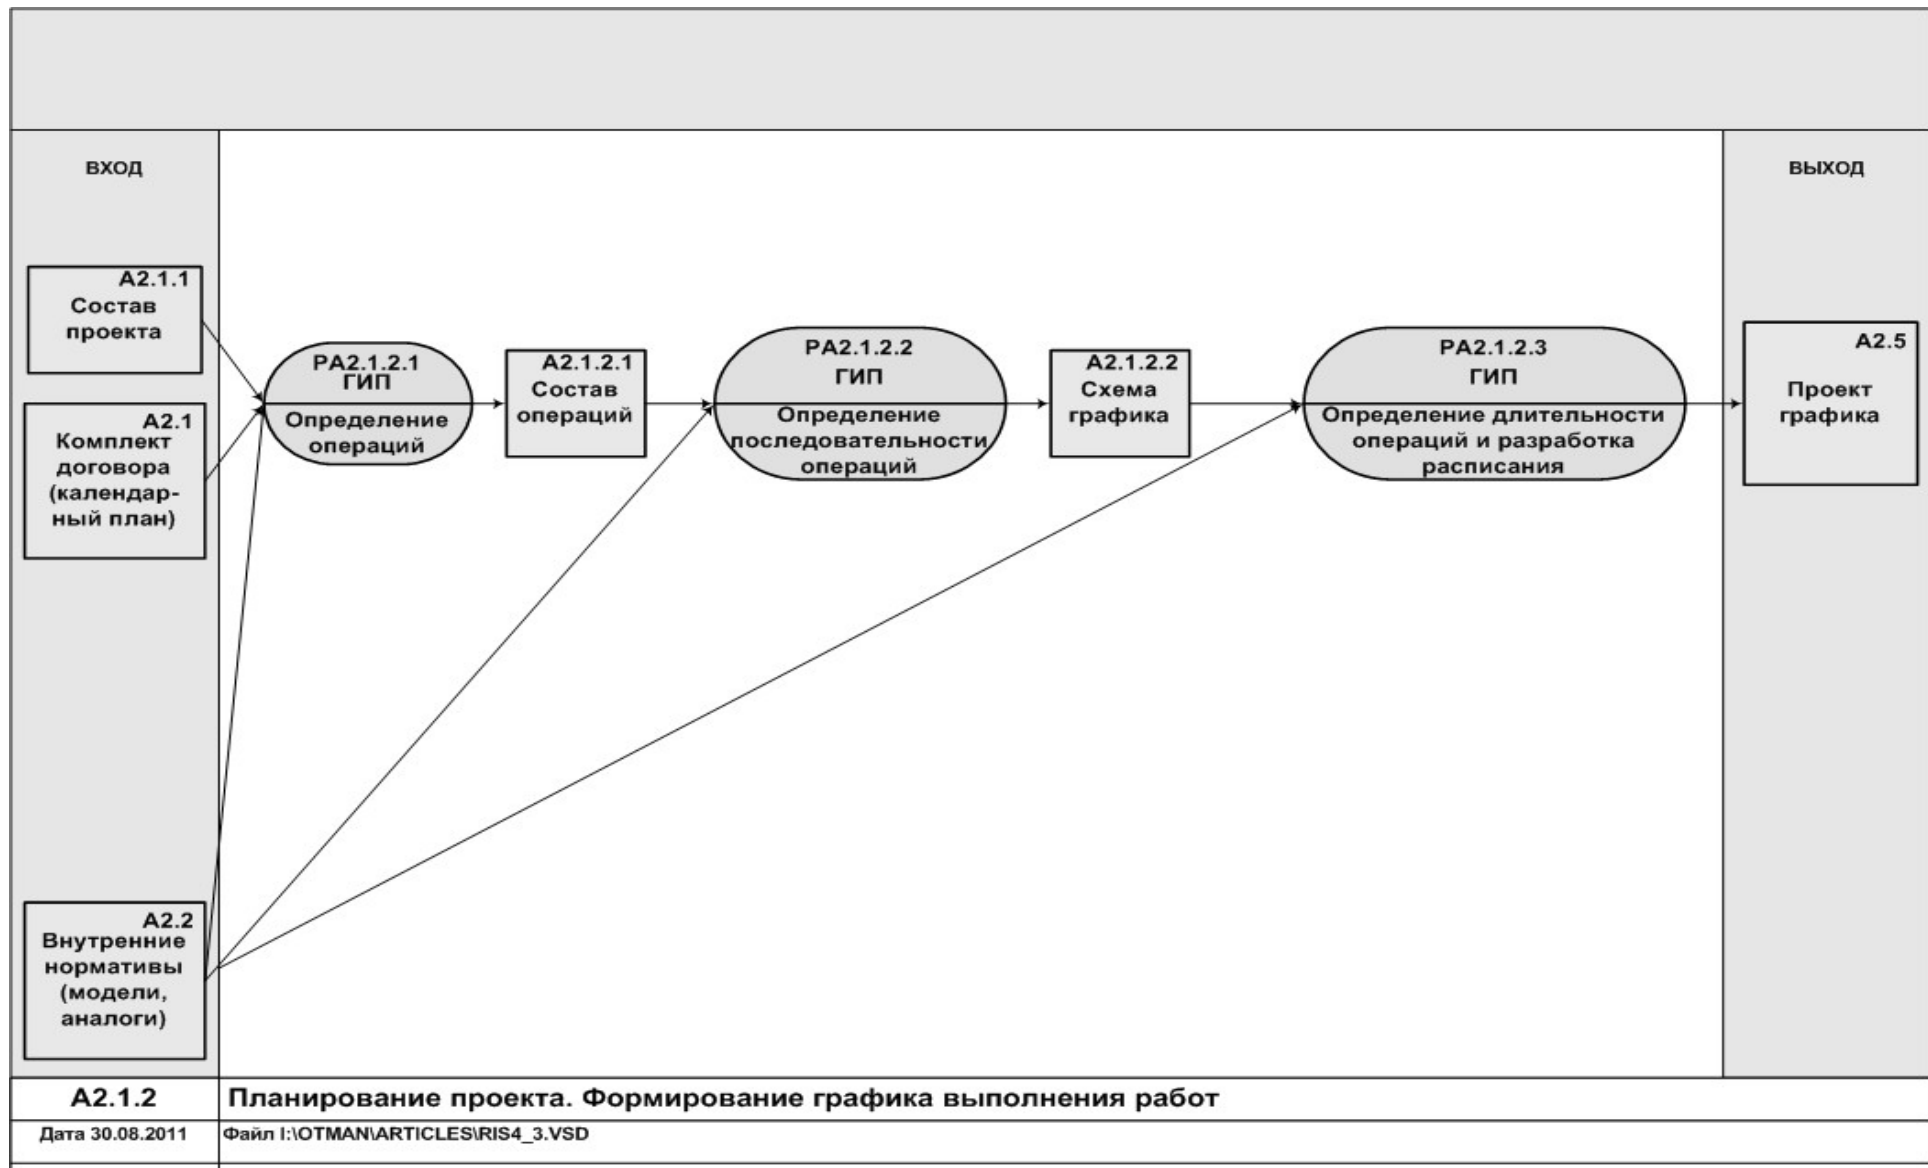 ВХОД
ВЫХОД
А2.1.1
Состав
проекта
А2.1
Комплект
договора
(календар-
ный план)
А2.2
Внутренние
нормативы
(модели,
аналоги)
РА2.1.2.1
ГИП
Определение
операций
А2.1.2.1
Состав
операций
РА2.1.2.2
ГИП
Определение
последовательности
операций
А2.1.2.2
Схема
графика
РА2.1.2.3
ГИП
Определение длительности
операций и разработка
расписания
А2.5
Проект
графика
А2.1.2
Планирование проекта. Формирование графика выполнения работ
Дата 30.08.2011
Файл I:\OTMAN\ARTICLES\RIS4_3.VSD